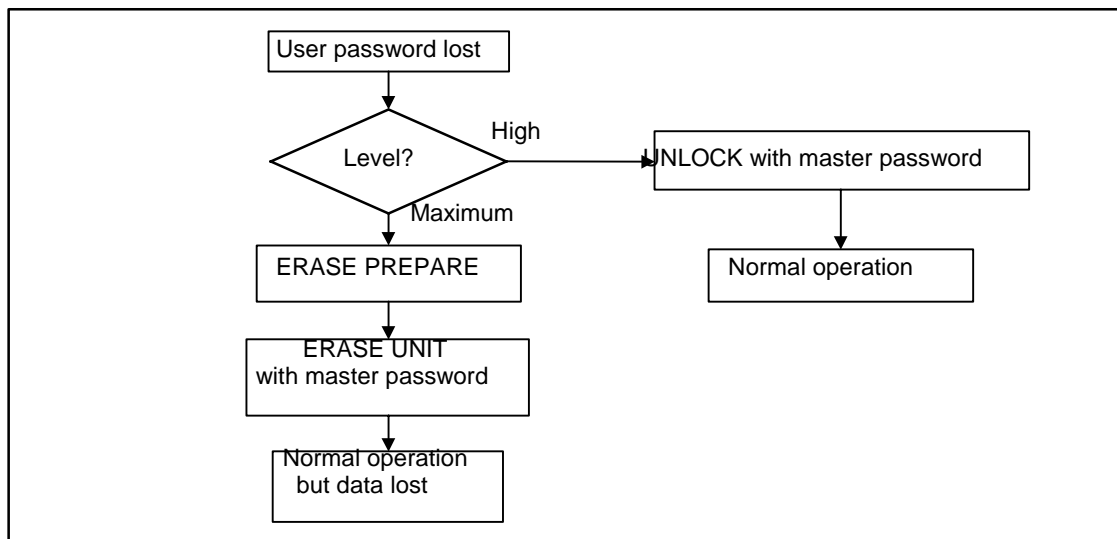 User password lost
Level?
High
UNLOCK with master password
Maximum
ERASE PREPARE
Normal operation
ERASE UNIT
with master password
Normal operation
but data lost